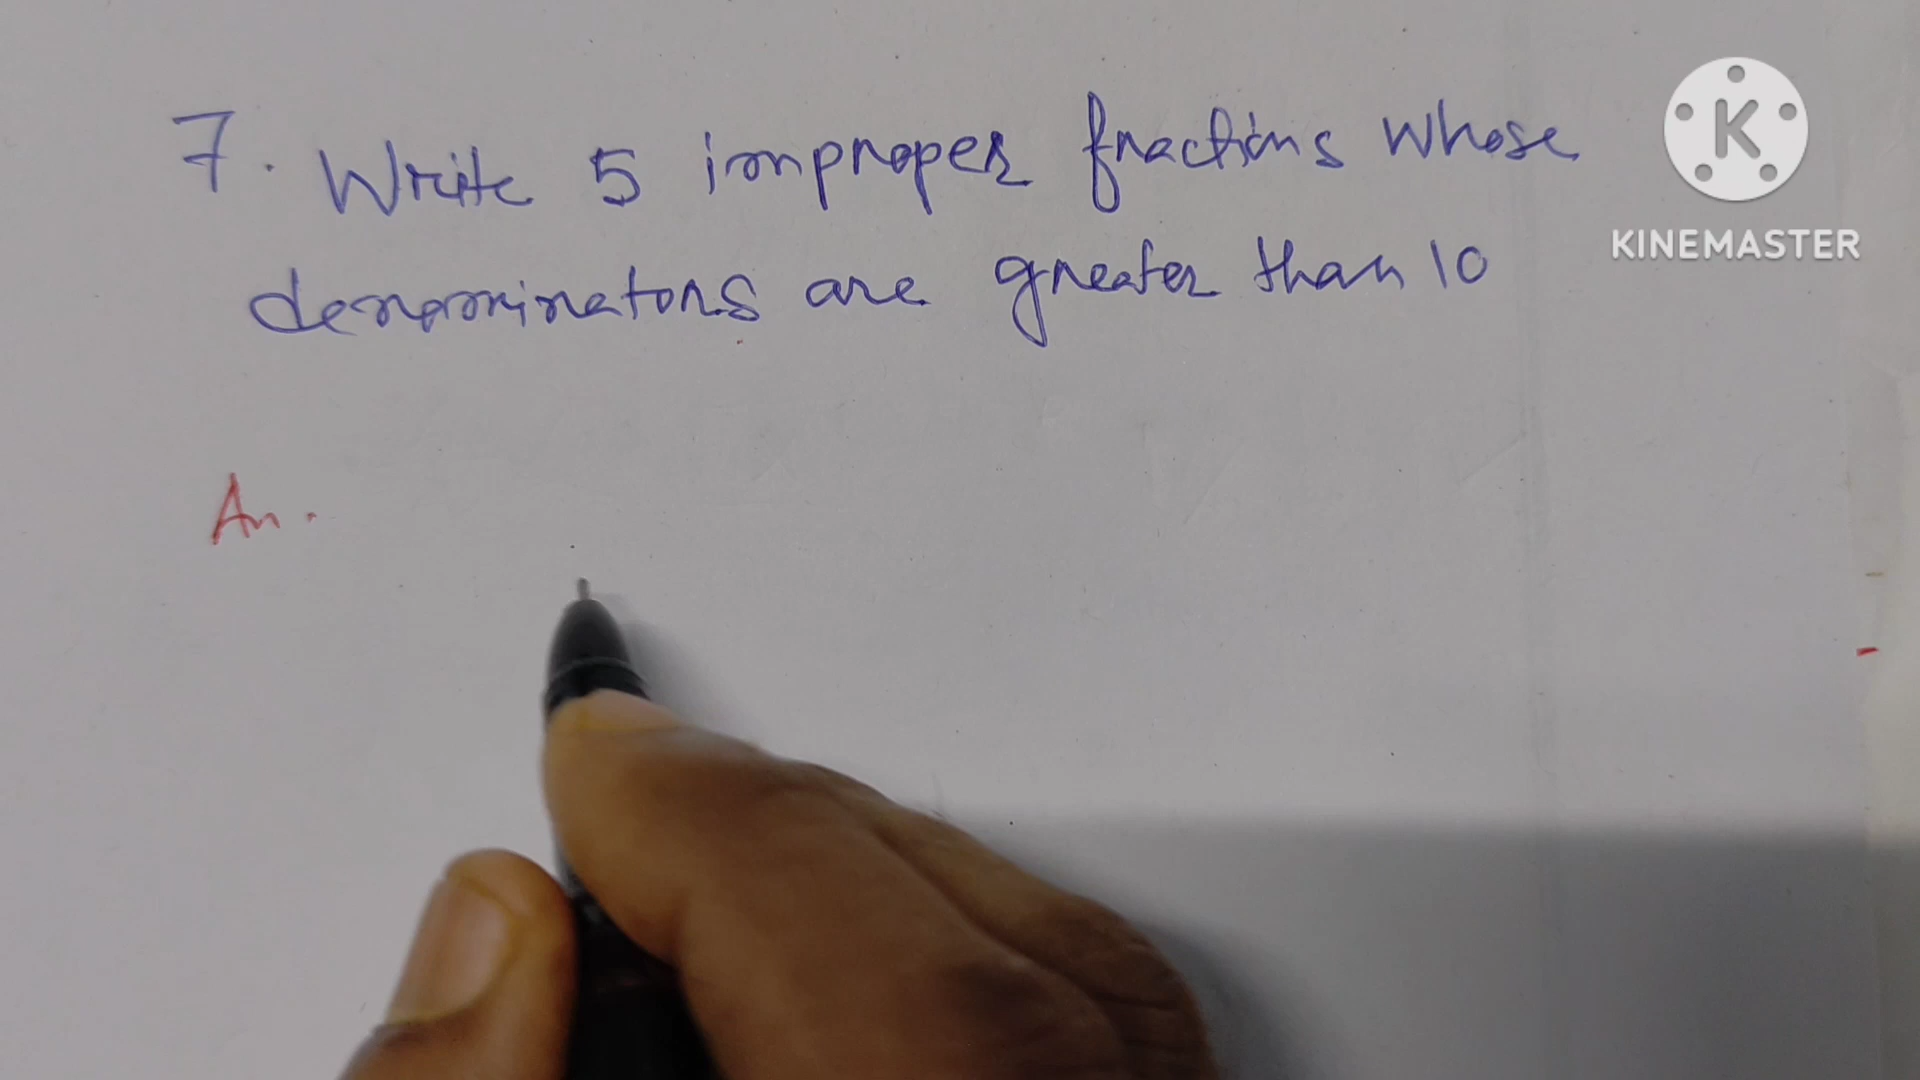 7. Write 5 improper fractions whose
denominators are greater than 10
An.
K
KINEMASTER